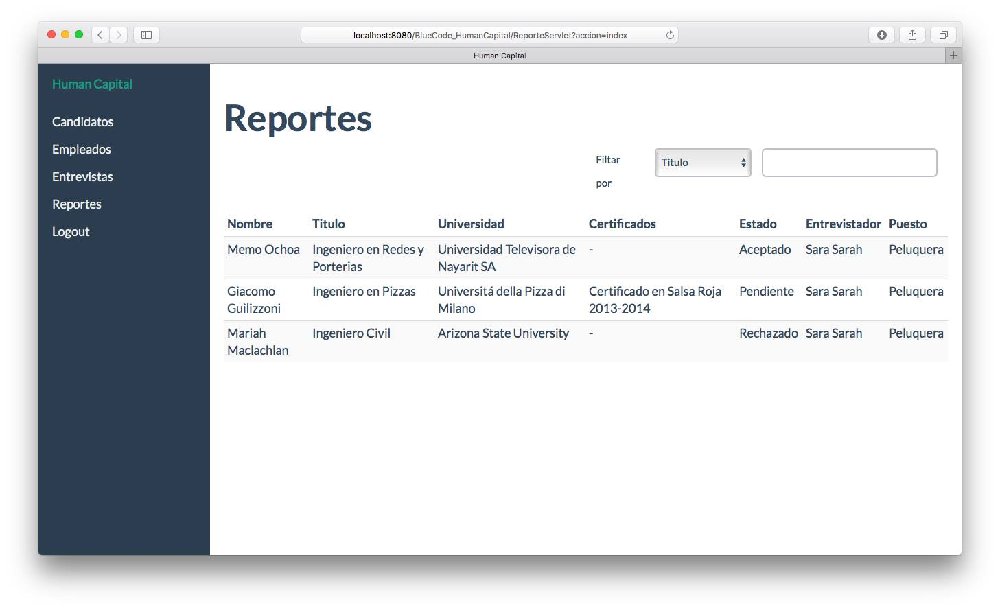 localhost:8080/BlueCode_HumanCapital/ReporteServlet?accion=index
Human Capital
Human Capital
Candidatos
Empleados
Entrevistas
Reportes
Logout
Reportes
Filtar
por
Titulo
Nombre Titulo Universidad Certificados Estado Entrevistador Puesto
Memo Ochoa Ingeniero en Redes y Universidad Televisora de - Aceptado Sara Sarah Peluquera
Porterias Nayarit SA
Giacomo Ingeniero en Pizzas Universitá della Pizza di Certificado en Salsa Roja Pendiente Sara Sarah Peluquera
Guilizzoni Milano 2013-2014
Mariah Ingeniero Civil Arizona State University - Rechazado Sara Sarah Peluquera
Maclachlan